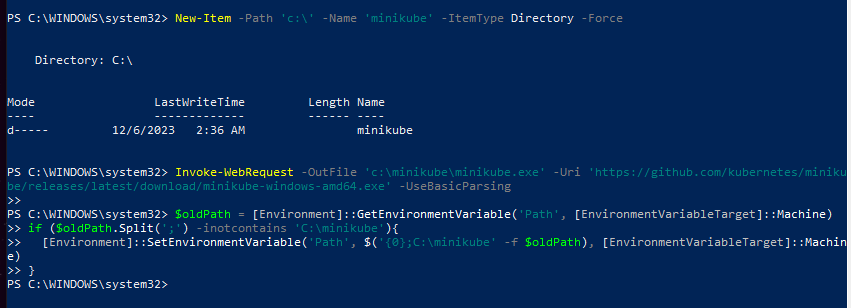 PS C:\WINDOWS\system32> New-Item -Path 'c:\' -Name 'minikube' -ItemType Directory -Force
Directory: C:\
Mode LastWriteTime Length Name
---- ------------- ------ ----
d----- 12/6/2023 2:36 AM minikube
PS C:\WINDOWS\system32> Invoke-WebRequest -OutFile 'c:\minikube\minikube.exe' -Uri 'https://github.com/kubernetes/miniku
be/releases/latest/download/minikube-windows-amd64.exe' -UseBasicParsing
>>
PS C:\WINDOWS\system32> $oldPath = [Environment]::GetEnvironmentVariable('Path', [EnvironmentVariableTarget]::Machine)
>> if ($oldPath.Split(';') -inotcontains 'C:\minikube'){
>> [Environment]::SetEnvironmentVariable('Path', $('{0};C:\minikube' -f $oldPath), [EnvironmentVariableTarget]::Machin
e)
>> }
PS C:\WINDOWS\system32>